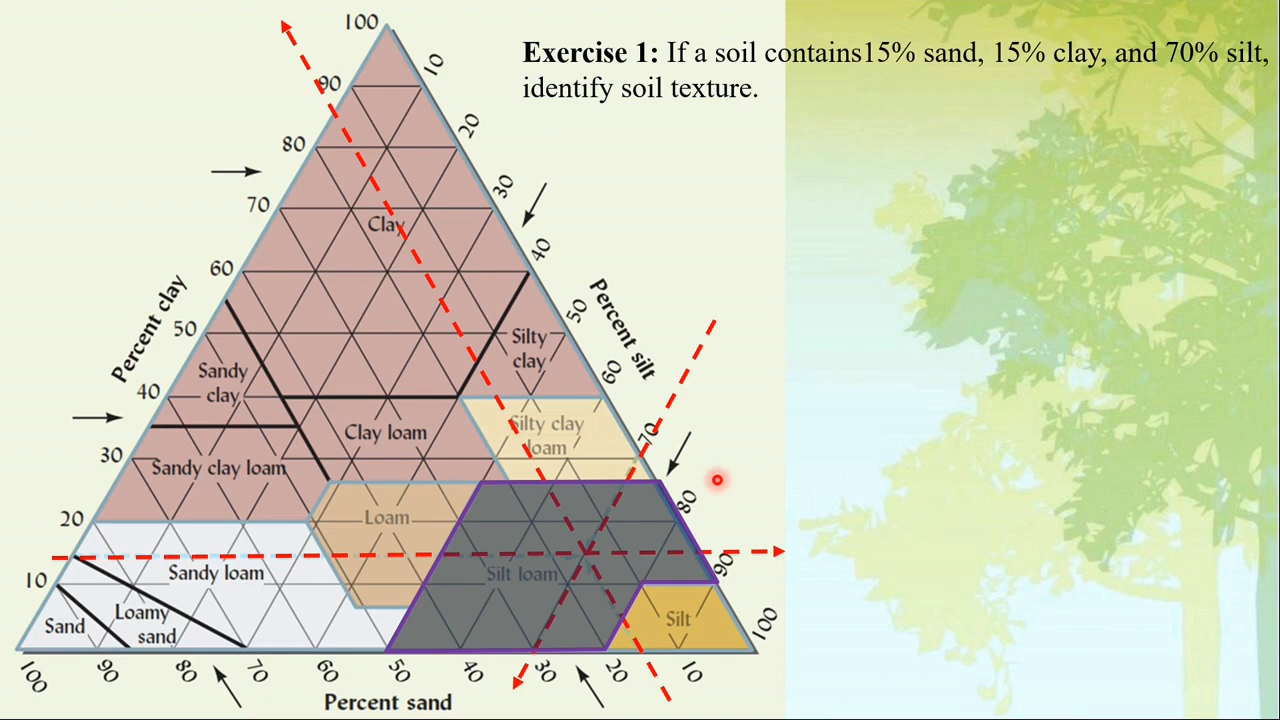 Exercise 1: If a soil contains15% sand, 15% clay, and 70% silt,
identify soil texture.
100
90
80
70
60
50
40
30
20
10
Percent clay
10
20
30
40
50
60
70
80
90
100
Percent silt
Clay
Silty
clay
Sandy
clay
Silty clay
loam
Clay loam
Sandy clay loam
Loam
Silt loam
Sandy loam
Loamy
sand
Sand
Silt
100
90
80
70
60
50
40
30
20
10
Percent sand